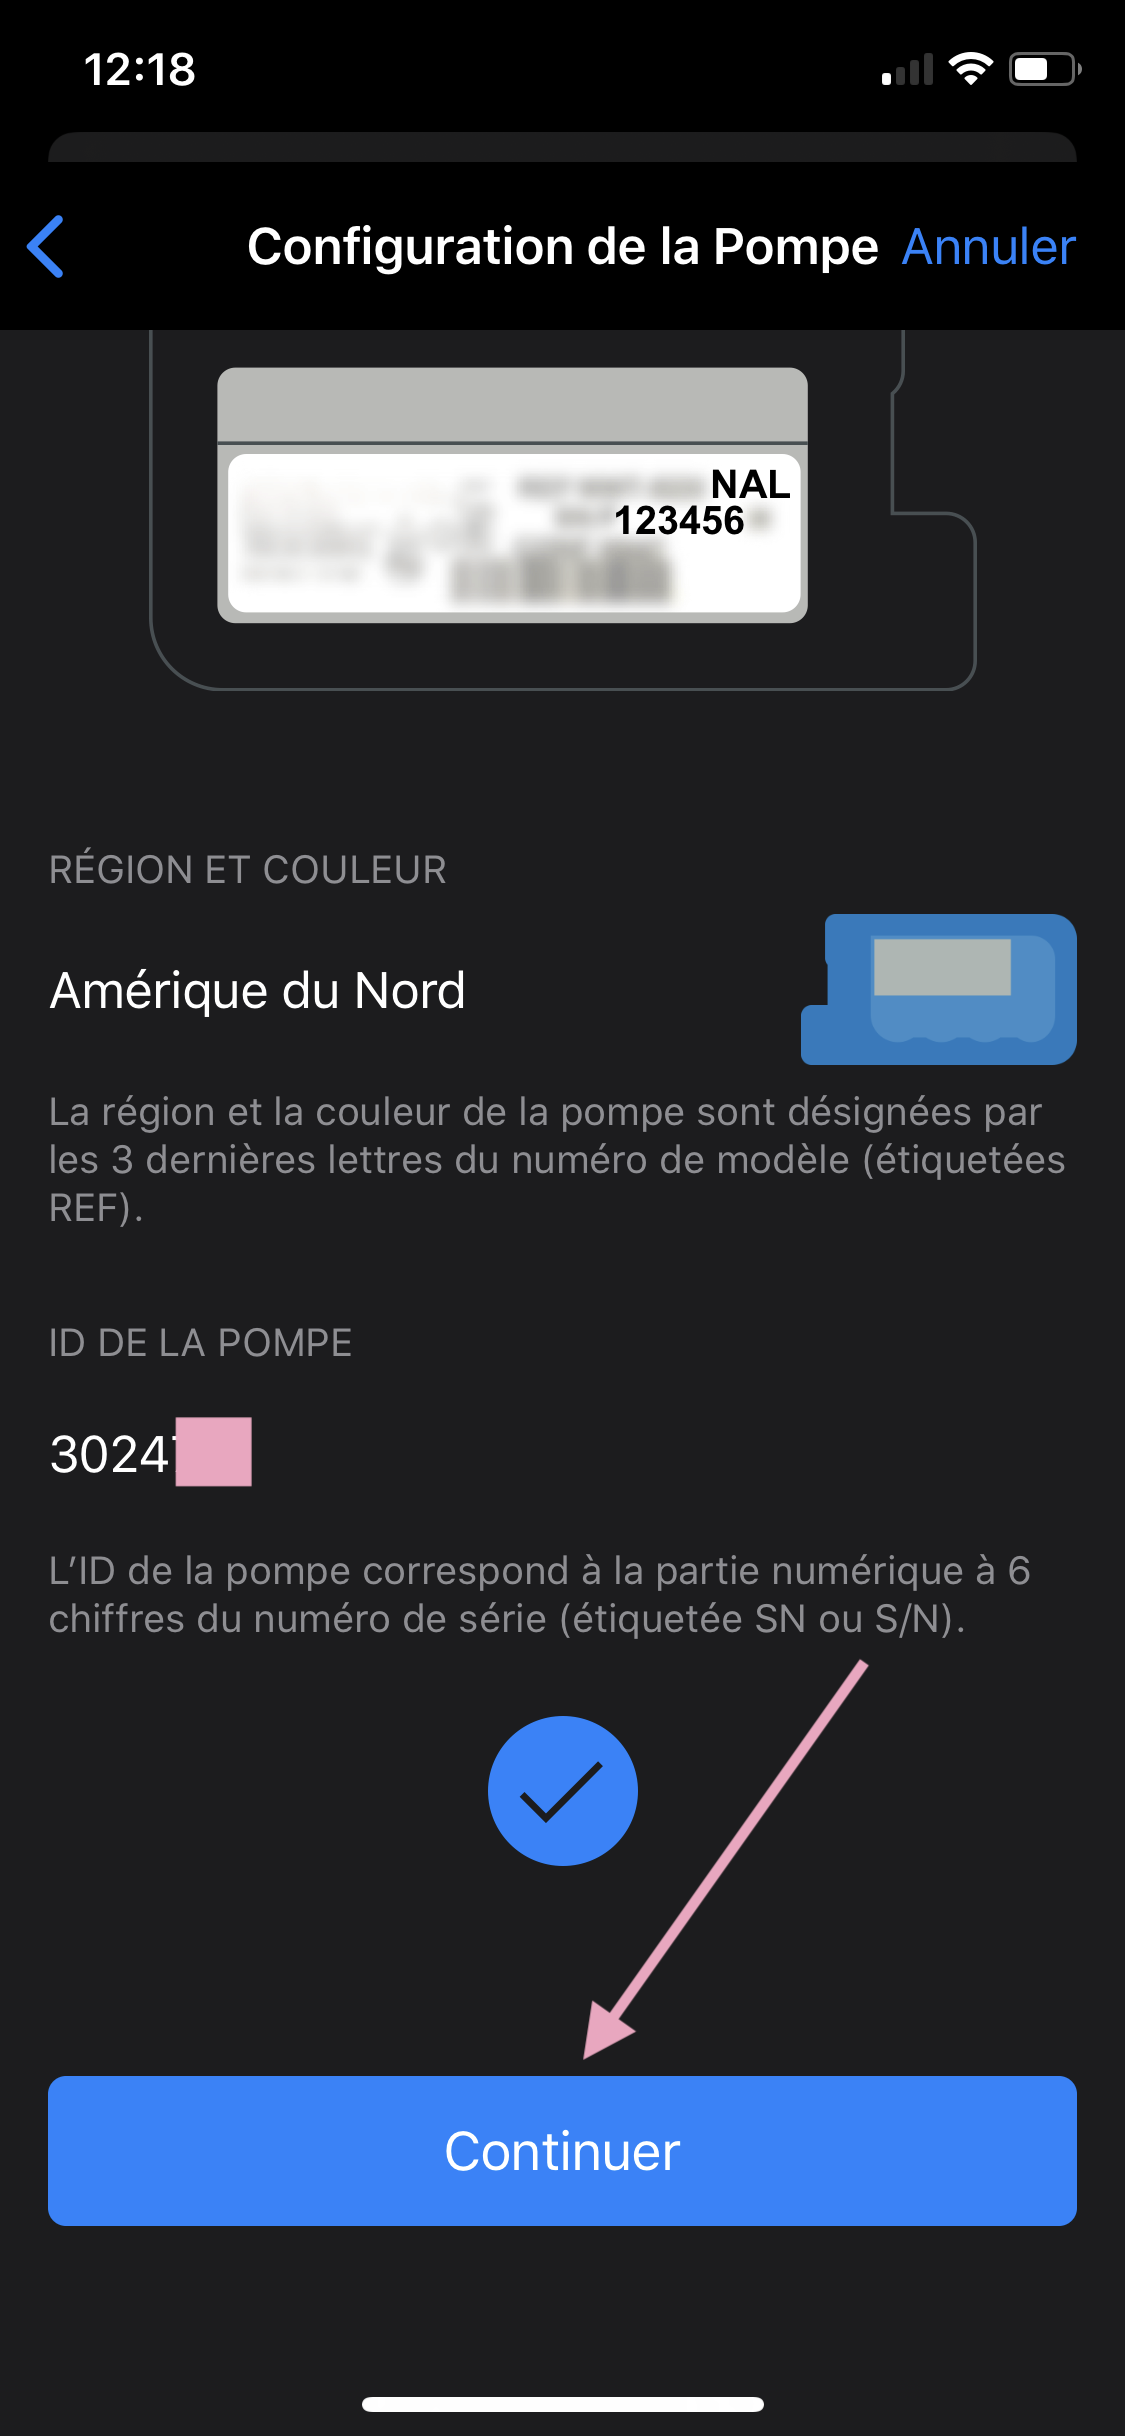 12:18
Configuration de la Pompe Annuler
NAL
123456
RÉGION ET COULEUR
Amérique du Nord
La région et la couleur de la pompe sont désignées par
les 3 dernières lettres du numéro de modèle (étiquetées
REF).
ID DE LA POMPE
3024
L'ID de la pompe correspond à la partie numérique à 6
chiffres du numéro de série (étiquetée SN ou S/N).
Continuer